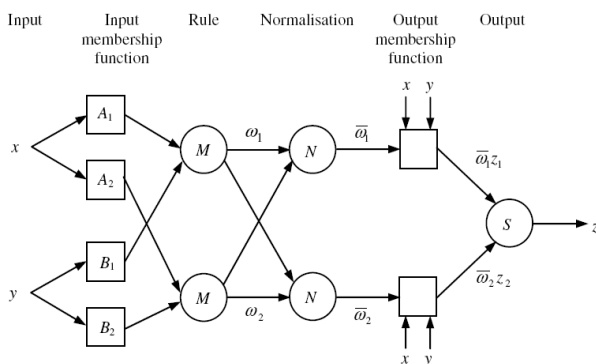 Input Input membership function Rule Normalisation Output membership function Output
x y
A₁
ω₁ ω̅₁
x M N
A₂ ω̅₁z₁
S z
B₁
ω̅₂z₂
y M N
B₂ ω₂ ω̅₂
x y